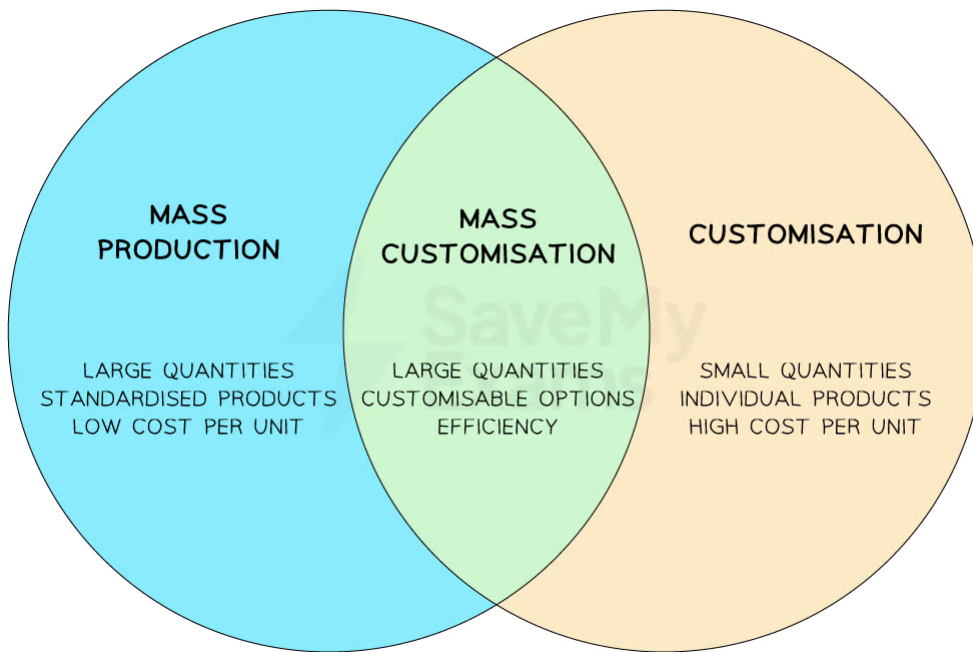 MASS
PRODUCTION
LARGE QUANTITIES
STANDARDISED PRODUCTS
LOW COST PER UNIT
MASS
CUSTOMISATION
LARGE QUANTITIES
CUSTOMISABLE OPTIONS
EFFICIENCY
CUSTOMISATION
SMALL QUANTITIES
INDIVIDUAL PRODUCTS
HIGH COST PER UNIT
SaveMy
Exams